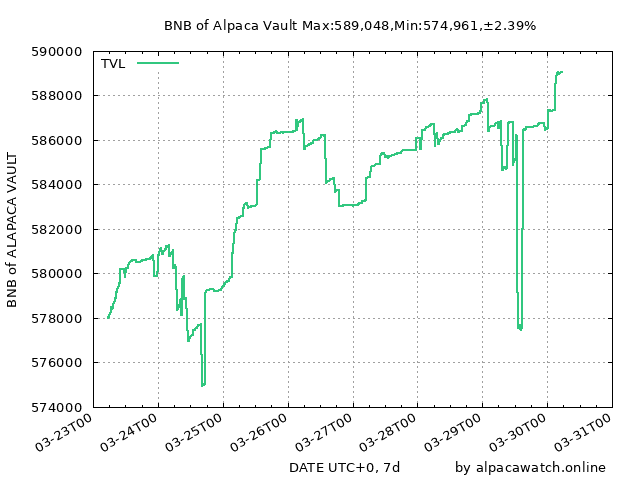 BNB of Alpaca Vault Max:589,048,Min:574,961,±2.39%
TVL
590000
588000
586000
584000
582000
580000
578000
576000
574000
BNB of ALAPACA VAULT
03-23T00
03-24T00
03-25T00
03-26T00
03-27T00
03-28T00
03-29T00
03-30T00
03-31T00
DATE UTC+0, 7d
by alpacawatch.online